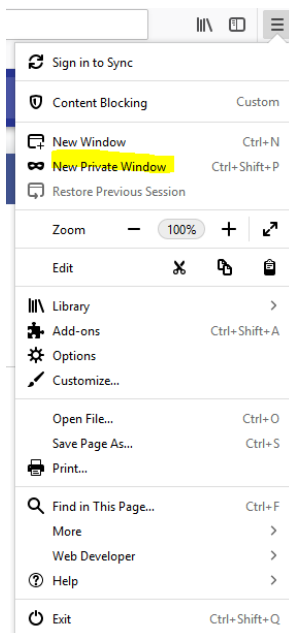 Sign in to Sync
Content Blocking Custom
New Window Ctrl+N
New Private Window Ctrl+Shift+P
Restore Previous Session
Zoom 100%
Edit
Library
Add-ons Ctrl+Shift+A
Options
Customize...
Open File... Ctrl+O
Save Page As... Ctrl+S
Print...
Find in This Page... Ctrl+F
More
Web Developer
Help
Exit Ctrl+Shift+Q